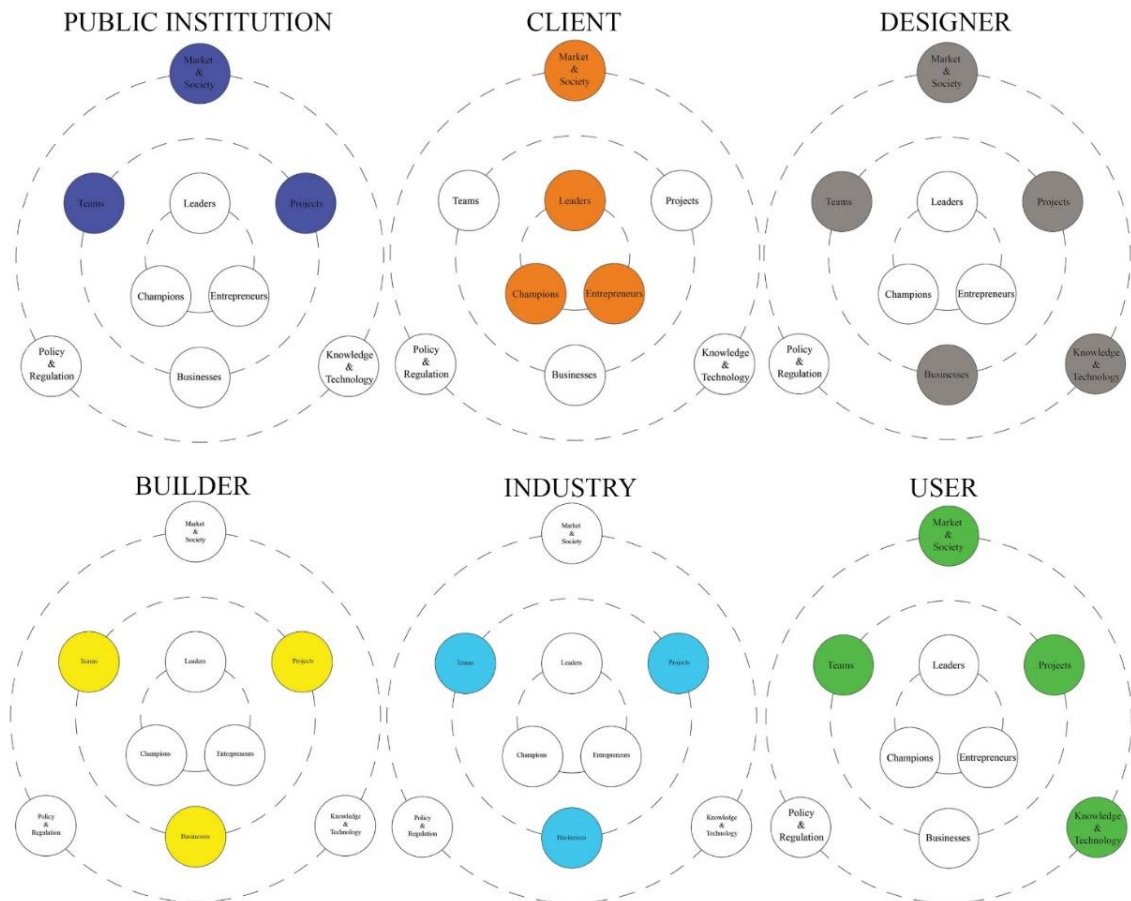 PUBLIC INSTITUTION
Market
&
Society
Teams
Leaders
Projects
Champions
Entrepreneurs
Policy
&
Regulation
Businesses
Knowledge
&
Technology
CLIENT
Market
&
Society
Teams
Leaders
Projects
Champions
Entrepreneurs
Policy
&
Regulation
Businesses
Knowledge
&
Technology
DESIGNER
Market
&
Society
Teams
Leaders
Projects
Champions
Entrepreneurs
Policy
&
Regulation
Businesses
Knowledge
&
Technology
BUILDER
Market
&
Society
Teams
Leaders
Projects
Champions
Entrepreneurs
Policy
&
Regulation
Businesses
Knowledge
&
Technology
INDUSTRY
Market
&
Society
Teams
Leaders
Projects
Champions
Entrepreneurs
Policy
&
Regulation
Businesses
Knowledge
&
Technology
USER
Market
&
Society
Teams
Leaders
Projects
Champions
Entrepreneurs
Policy
&
Regulation
Businesses
Knowledge
&
Technology